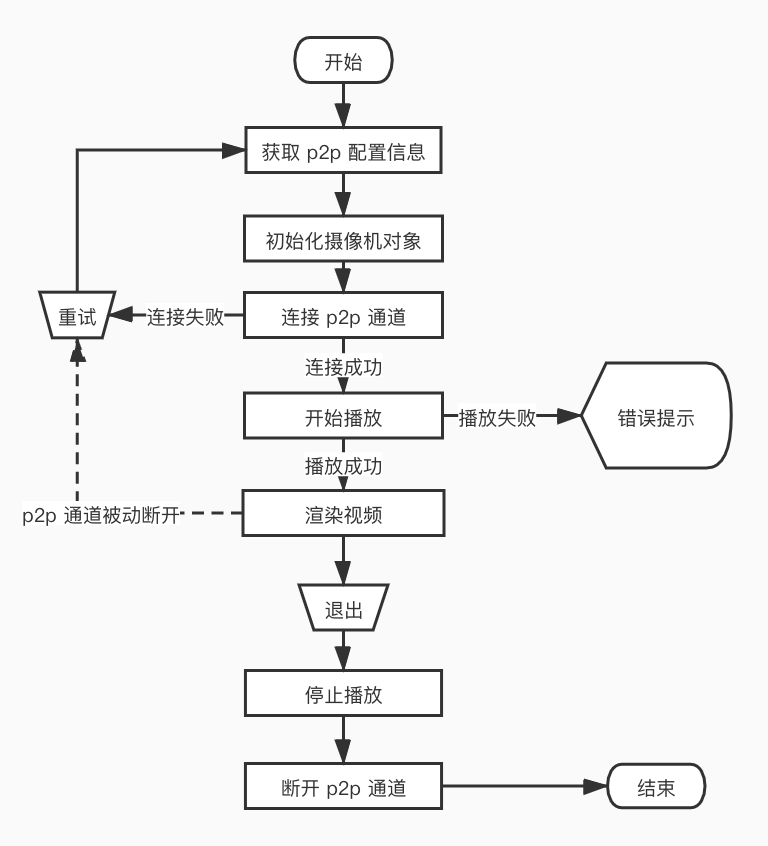 开始
获取 p2p 配置信息
初始化摄像机对象
重试
连接失败
连接 p2p 通道
连接成功
开始播放
播放失败
错误提示
播放成功
p2p 通道被动断开
渲染视频
退出
停止播放
断开 p2p 通道
结束